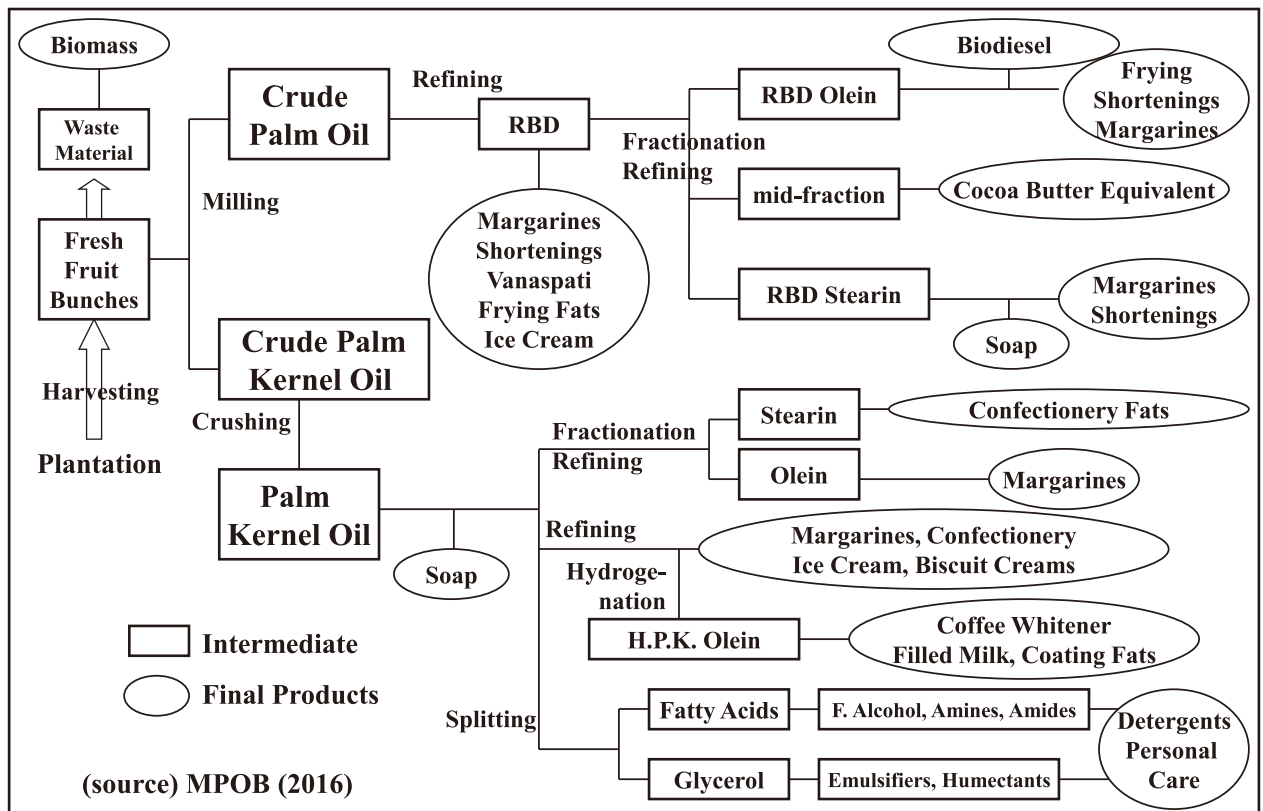 Biomass
Waste
Material
Fresh
Fruit
Bunches
Harvesting
Plantation
Milling
Crude
Palm Oil
Refining
RBD
Margarines
Shortenings
Vanaspati
Frying Fats
Ice Cream
Fractionation
Refining
RBD Olein
Biodiesel
Frying
Shortenings
Margarines
mid-fraction
Cocoa Butter Equivalent
RBD Stearin
Soap
Margarines
Shortenings
Crude Palm
Kernel Oil
Crushing
Palm
Kernel Oil
Soap
Fractionation
Refining
Stearin
Confectionery Fats
Olein
Margarines
Refining
Margarines, Confectionery
Ice Cream, Biscuit Creams
Hydroge-
nation
H.P.K. Olein
Coffee Whitener
Filled Milk, Coating Fats
Splitting
Fatty Acids
F. Alcohol, Amines, Amides
Glycerol
Emulsifiers, Humectants
Detergents
Personal
Care
Intermediate
Final Products
(source) MPOB (2016)